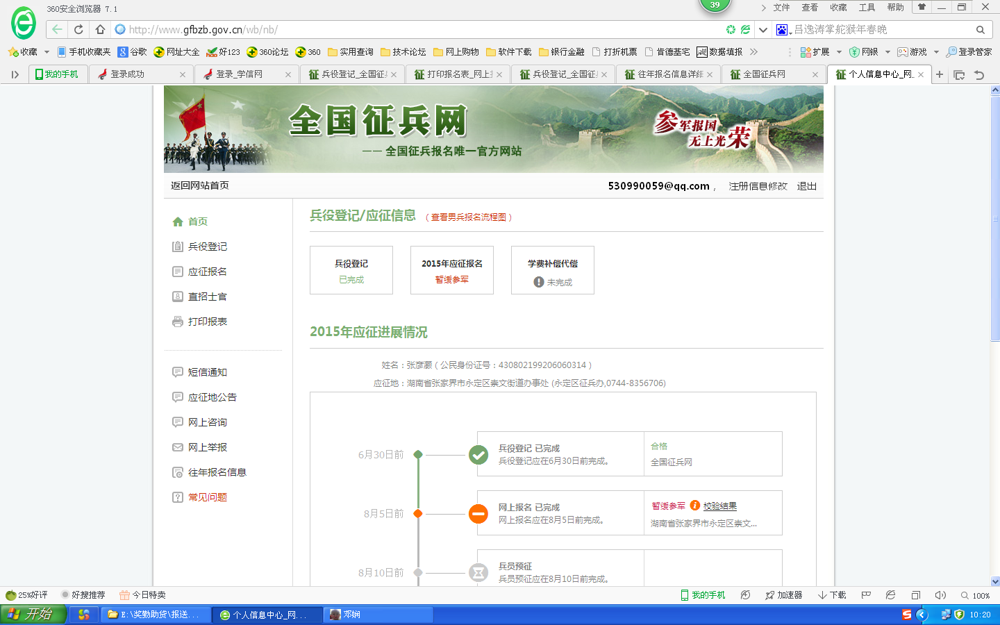 360安全浏览器 7.1
39
文件 查看 收藏 工具 帮助
http://www.gfbzb.gov.cn/wb/nb/
吕逸涛掌舵猴年春晚
收藏 手机收藏夹 谷歌 网址大全 好123 360论坛 360 实用查询 技术论坛 网上购物 软件下载 银行金融 打折机票 肯德基宅 数据填报 扩展 网银 游戏 登录管家
我的手机 登录成功 登录_学信网 兵役登记_全国征 打印报名表_网上 兵役登记_全国征 往年报名信息详细 全国征兵网 个人信息中心_网
全国征兵网
—— 全国征兵报名唯一官方网站
参军报国
无上光荣
返回网站首页
530990059@qq.com , 注册信息修改 退出
首页
兵役登记
应征报名
直招士官
打印报表
短信通知
应征地公告
网上咨询
网上举报
往年报名信息
常见问题
兵役登记/应征信息 (查看男兵报名流程图)
兵役登记
已完成
2015年应征报名
暂缓参军
学费补偿代偿
未完成
2015年应征进展情况
姓名：张彦灏（公民身份证号：430802199206060314）
应征地：湖南省张家界市永定区崇文街道办事处 (永定区征兵办,0744-8356706)
6月30日前
兵役登记 已完成
兵役登记应在6月30日前完成。
合格
全国征兵网
8月5日前
网上报名 已完成
网上报名应在8月5日前完成。
暂缓参军 校验结果
湖南省张家界市永定区崇文...
8月10日前
兵员预征
兵员预征应在8月10日前完成。
25%好评 好搜推荐 今日特卖
我的手机 加速器 下载 100%
开始 E:\奖勤助贷\报送... 个人信息中心_网... 邓娴 10:20